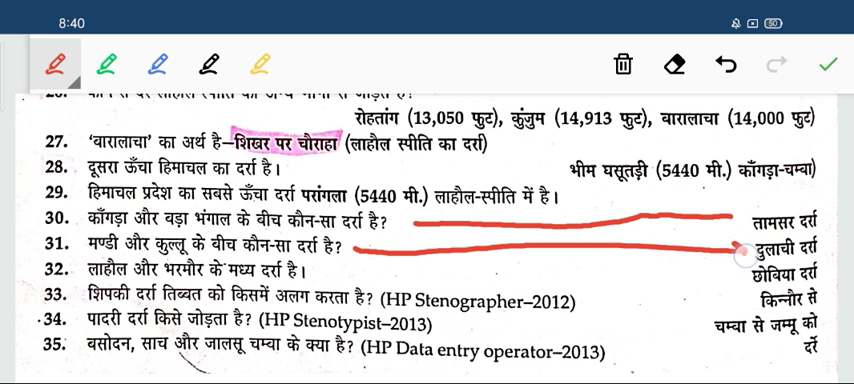 8:40
50
रोहतांग (13,050 फुट), कुंजुम (14,913 फुट), बारालाचा (14,000 फुट)
27. 'बारालाचा' का अर्थ है–शिखर पर चौराहा (लाहौल स्पीति का दर्रा)
28. दूसरा ऊँचा हिमाचल का दर्रा है। भीम घसूतड़ी (5440 मी.) काँगड़ा-चम्बा)
29. हिमाचल प्रदेश का सबसे ऊँचा दर्रा परांगला (5440 मी.) लाहौल-स्पीति में है।
30. काँगड़ा और बड़ा भंगाल के बीच कौन-सा दर्रा है? तामसर दर्रा
31. मण्डी और कुल्लू के बीच कौन-सा दर्रा है? दुलाची दर्रा
32. लाहौल और भरमौर के मध्य दर्रा है। छोबिया दर्रा
33. शिपकी दर्रा तिब्बत को किसमें अलग करता है? (HP Stenographer–2012) किन्नौर से
34. पादरी दर्रा किसे जोड़ता है? (HP Stenotypist–2013) चम्बा से जम्मू को
35. बसोदन, साच और जालसू चम्बा के क्या है? (HP Data entry operator–2013) दर्रे